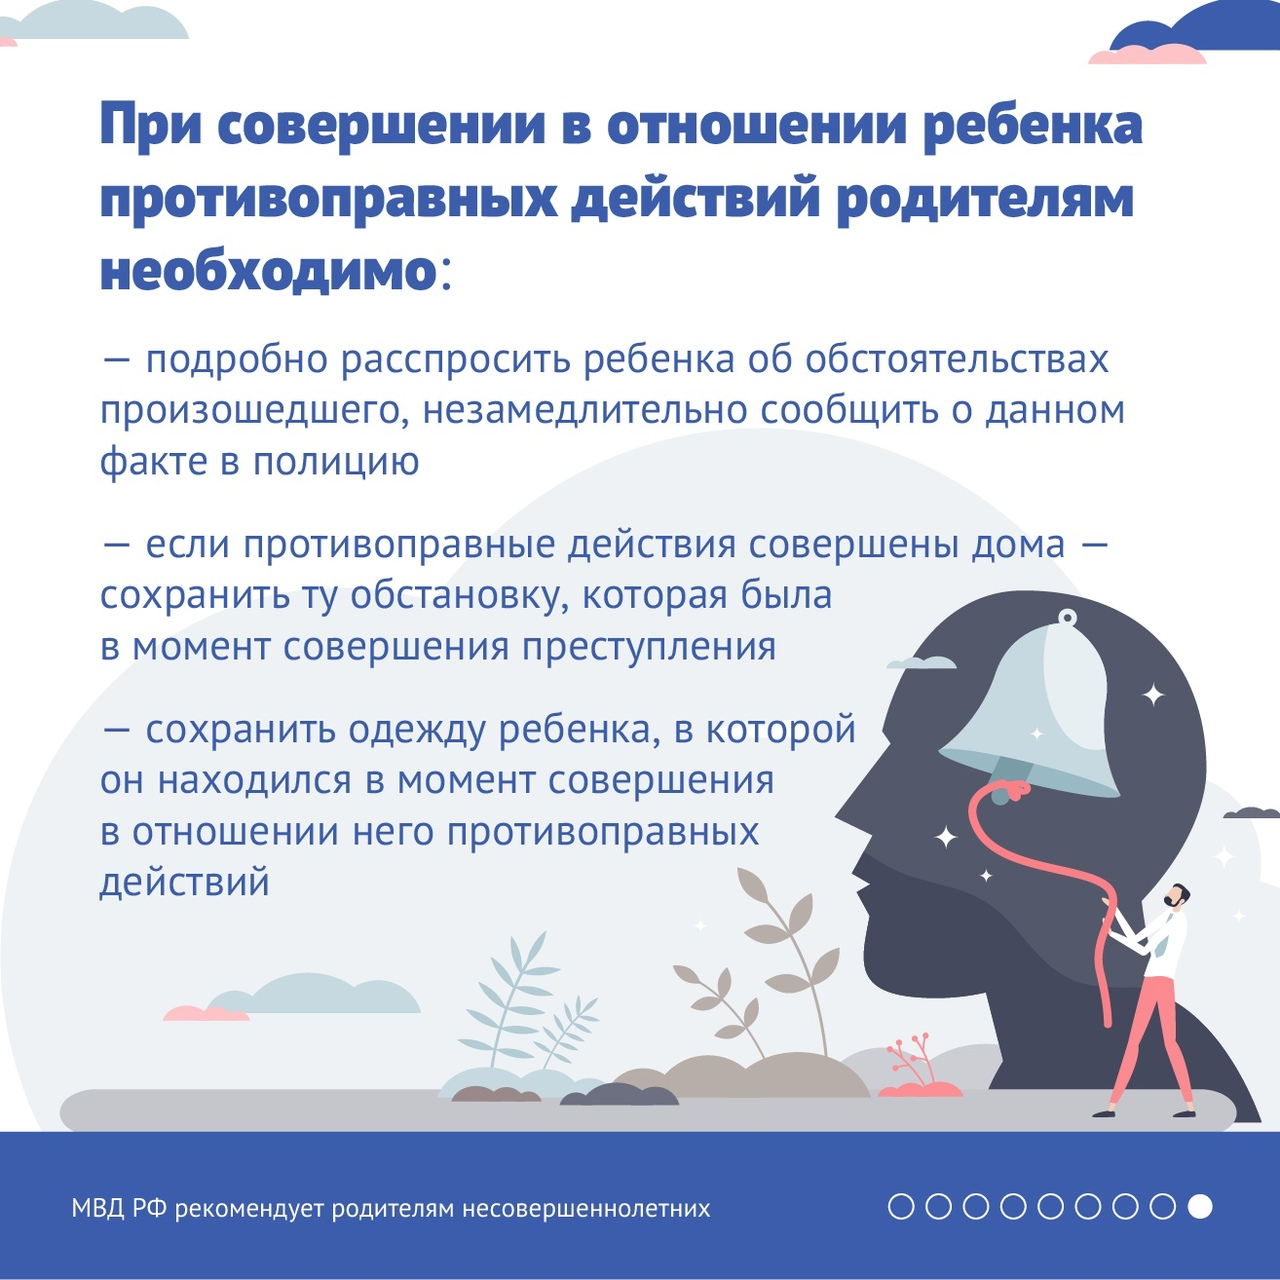 При совершении в отношении ребенка
противоправных действий родителям
необходимо:
— подробно расспросить ребенка об обстоятельствах
произошедшего, незамедлительно сообщить о данном
факте в полицию
— если противоправные действия совершены дома —
сохранить ту обстановку, которая была
в момент совершения преступления
— сохранить одежду ребенка, в которой
он находился в момент совершения
в отношении него противоправных
действий
МВД РФ рекомендует родителям несовершеннолетних